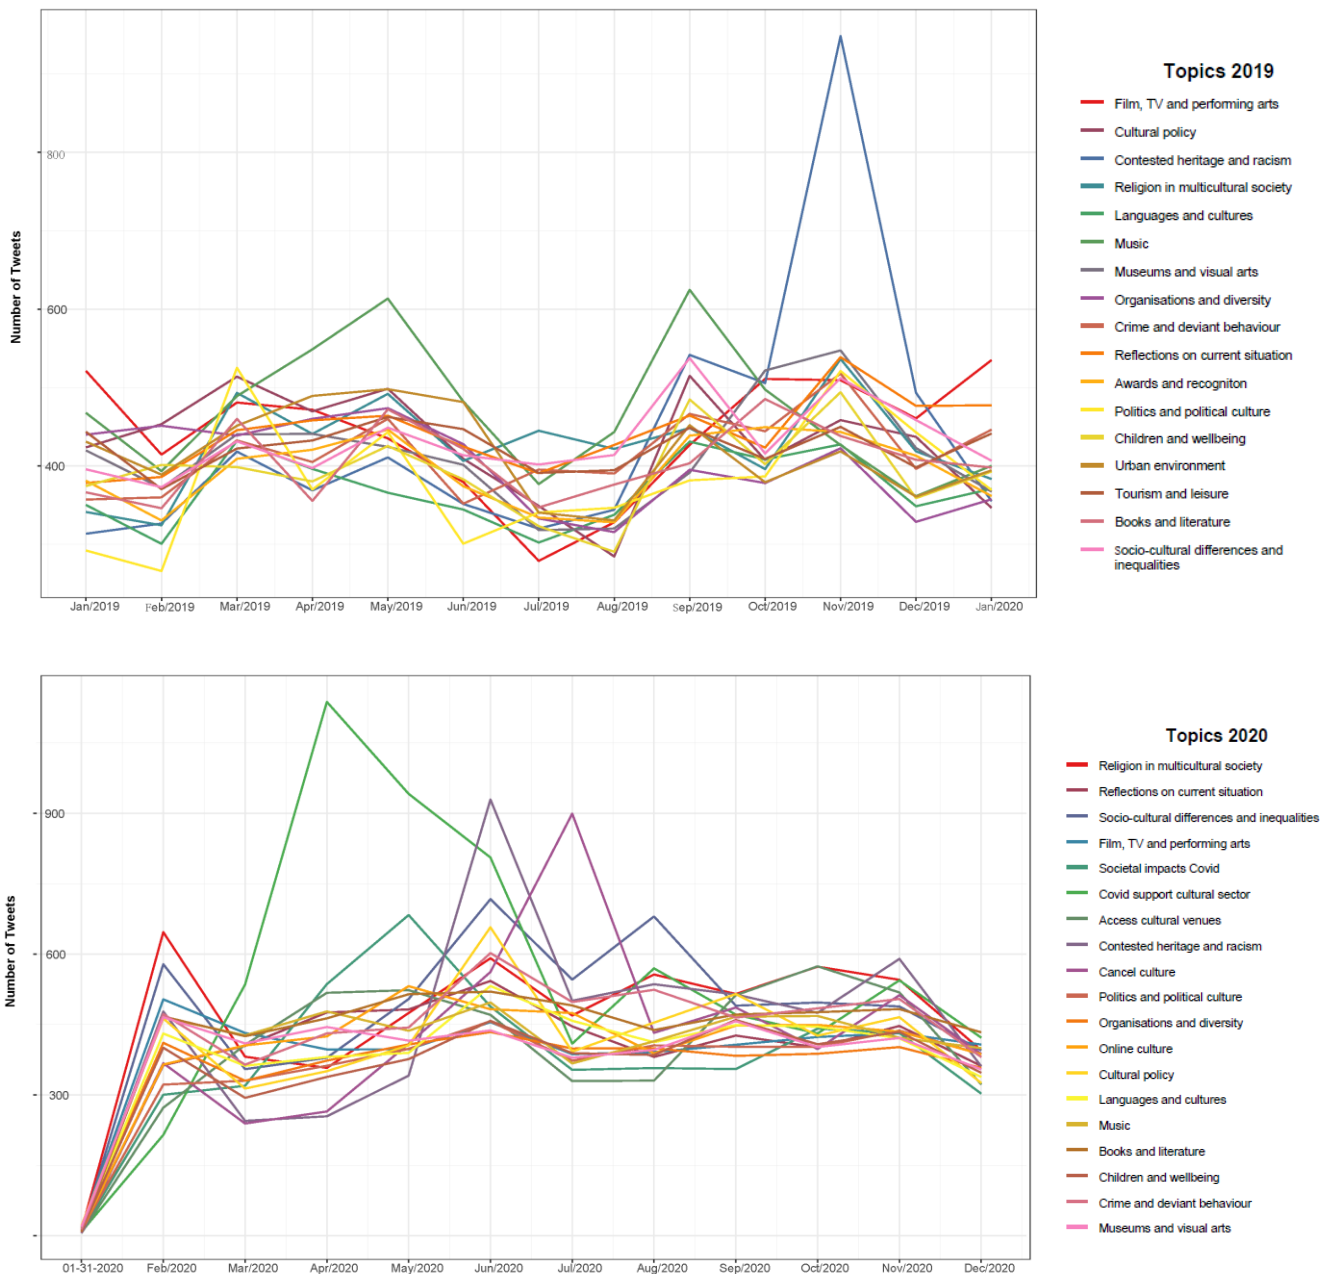 Topics 2019
Film, TV and performing arts
Cultural policy
Contested heritage and racism
Religion in multicultural society
Languages and cultures
Music
Museums and visual arts
Organisations and diversity
Crime and deviant behaviour
Reflections on current situation
Awards and recogniton
Politics and political culture
Children and wellbeing
Urban environment
Tourism and leisure
Books and literature
Socio-cultural differences and
inequalities
Number of Tweets
800
600
400
Jan/2019 Feb/2019 Mar/2019 Apr/2019 May/2019 Jun/2019 Jul/2019 Aug/2019 Sep/2019 Oct/2019 Nov/2019 Dec/2019 Jan/2020
Topics 2020
Religion in multicultural society
Reflections on current situation
Socio-cultural differences and inequalities
Film, TV and performing arts
Societal impacts Covid
Covid support cultural sector
Access cultural venues
Contested heritage and racism
Cancel culture
Politics and political culture
Organisations and diversity
Online culture
Cultural policy
Languages and cultures
Music
Books and literature
Children and wellbeing
Crime and deviant behaviour
Museums and visual arts
Number of Tweets
900
600
300
01-31-2020 Feb/2020 Mar/2020 Apr/2020 May/2020 Jun/2020 Jul/2020 Aug/2020 Sep/2020 Oct/2020 Nov/2020 Dec/2020